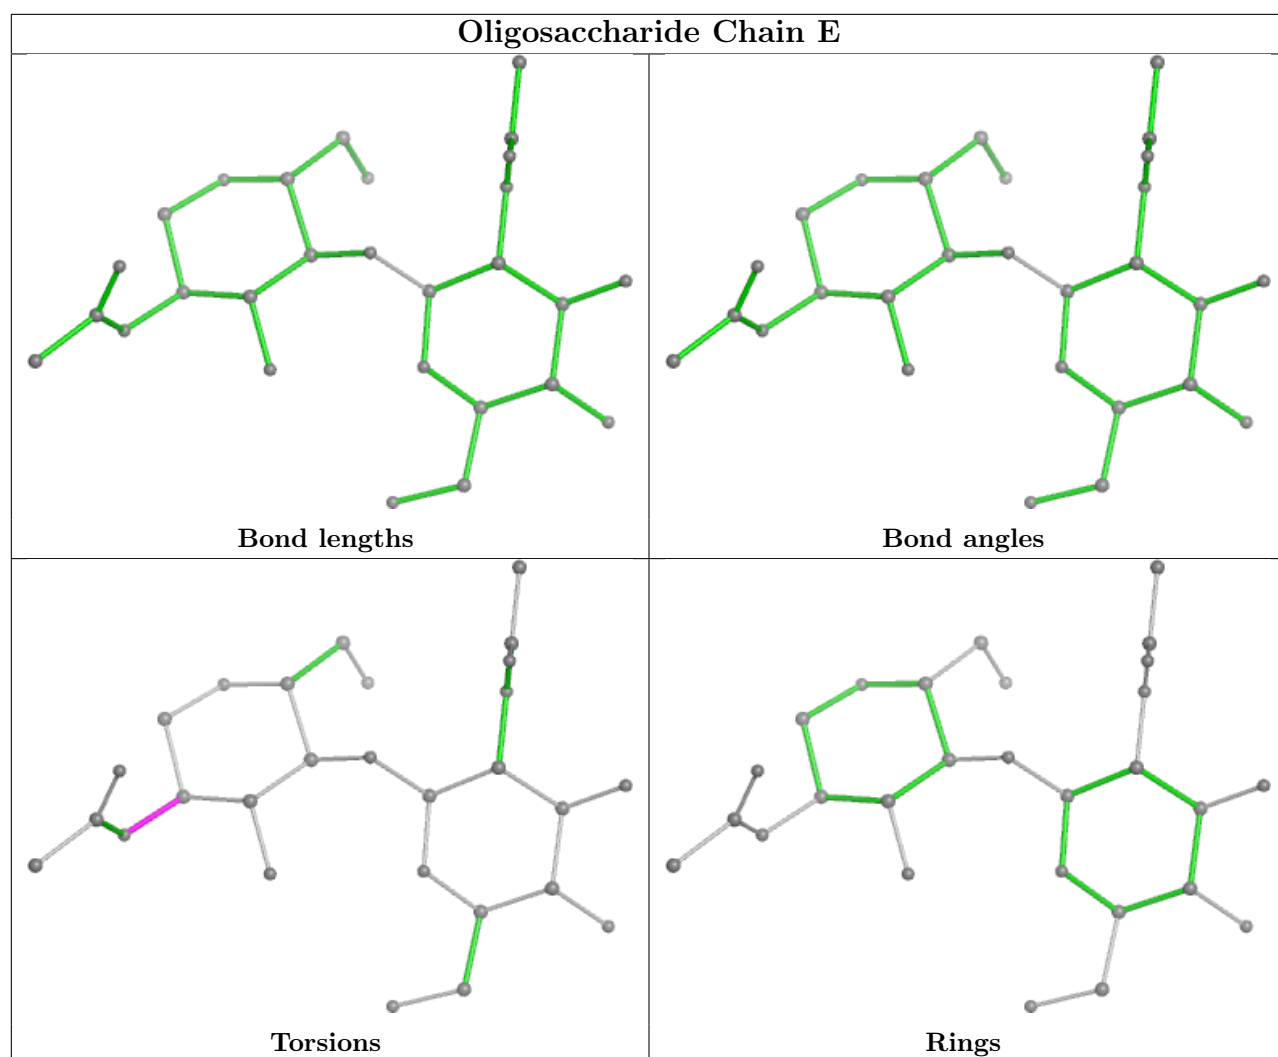 Oligosaccharide Chain E
Bond lengths
Bond angles
Torsions
Rings